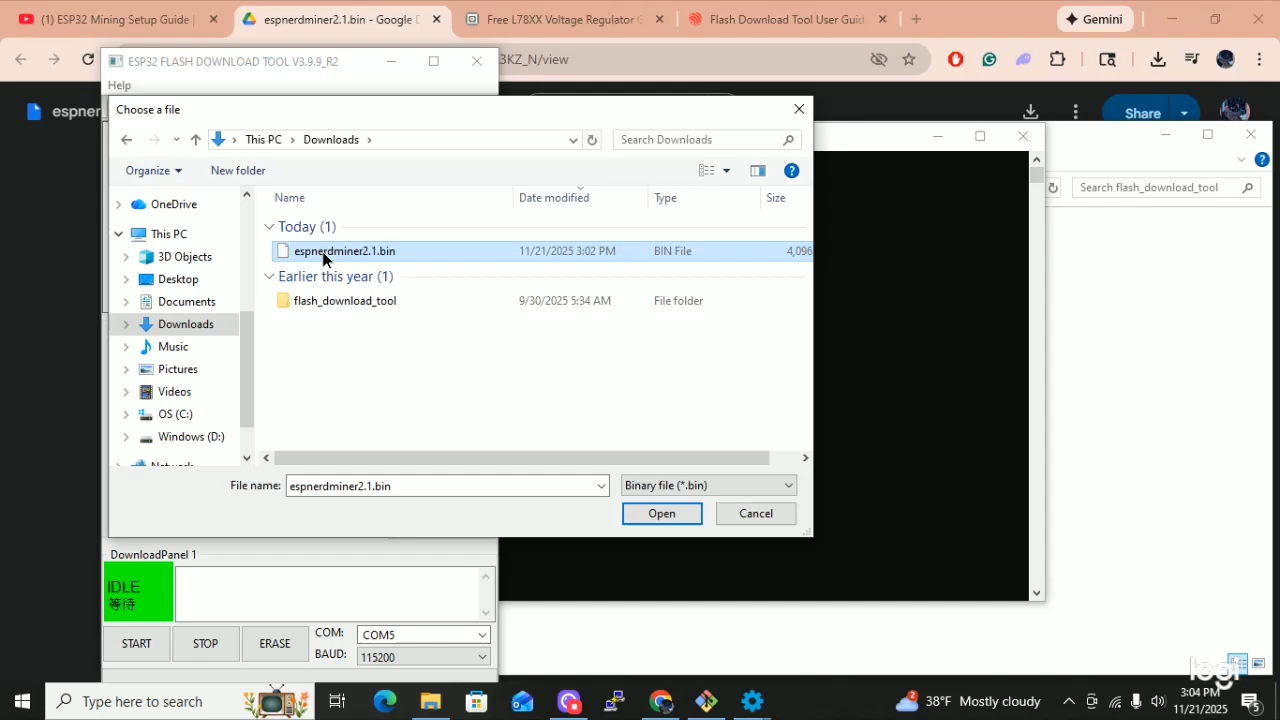 (1) ESP32 Mining Setup Guide |
espnerdminer2.1.bin - Google D
Free L78XX Voltage Regulator C
Flash Download Tool User Guid
Gemini
3KZ_N/view
ESP32 FLASH DOWNLOAD TOOL V3.9.9_R2
Help
espner
Share
Choose a file
This PC > Downloads >
Search Downloads
Organize
New folder
Search flash_download_tool
Name
Date modified
Type
Size
OneDrive
This PC
3D Objects
Desktop
Documents
Downloads
Music
Pictures
Videos
OS (C:)
Windows (D:)
Network
Today (1)
espnerdminer2.1.bin 11/21/2025 3:02 PM BIN File 4,096
Earlier this year (1)
flash_download_tool 9/30/2025 5:34 AM File folder
File name: espnerdminer2.1.bin
Binary file (*.bin)
Open
Cancel
DownloadPanel 1
IDLE
等待
START
STOP
ERASE
COM: COM5
BAUD: 115200
logi
Type here to search
38°F Mostly cloudy
3:04 PM
11/21/2025
5